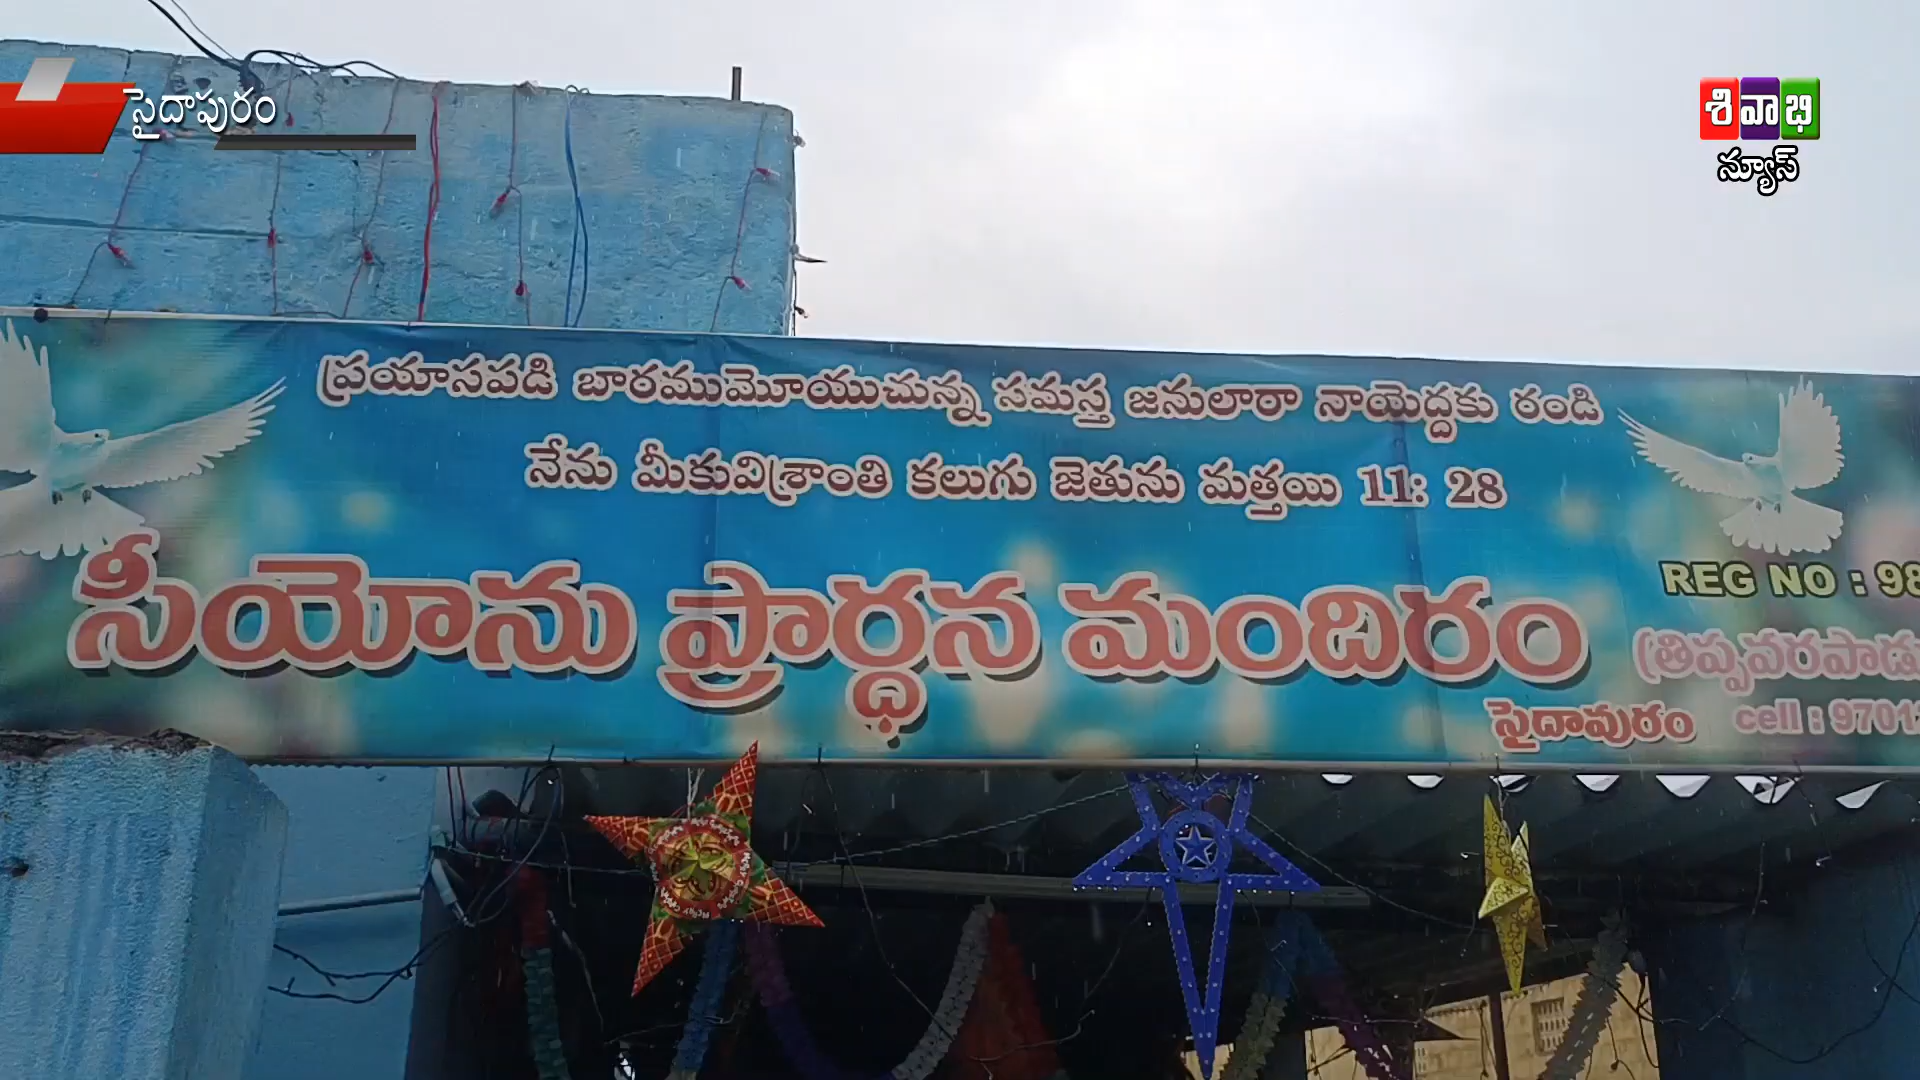 సైదాపురం
శివాభి
న్యూస్
ప్రయాసపడి బారముమోయుచున్న సమస్త జనులారా నాయెద్దకు రండి
నేను మీకువిశ్రాంతి కలుగు జెతును మత్తయి 11: 28
సీయోను ప్రార్ధన మందిరం
REG NO : 98
(తిప్పవరపాడు
సైదాపురం
cell : 9701